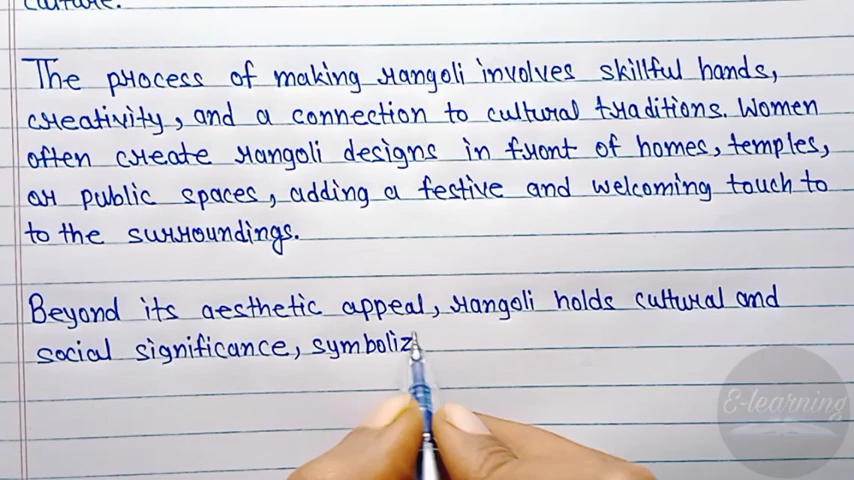 culture.
The process of making rangoli involves skillful hands,
creativity, and a connection to cultural traditions. Women
often create rangoli designs in front of homes, temples,
or public spaces, adding a festive and welcoming touch to
to the surroundings.
Beyond its aesthetic appeal, rangoli holds cultural and
social significance, symboliz
E-learning